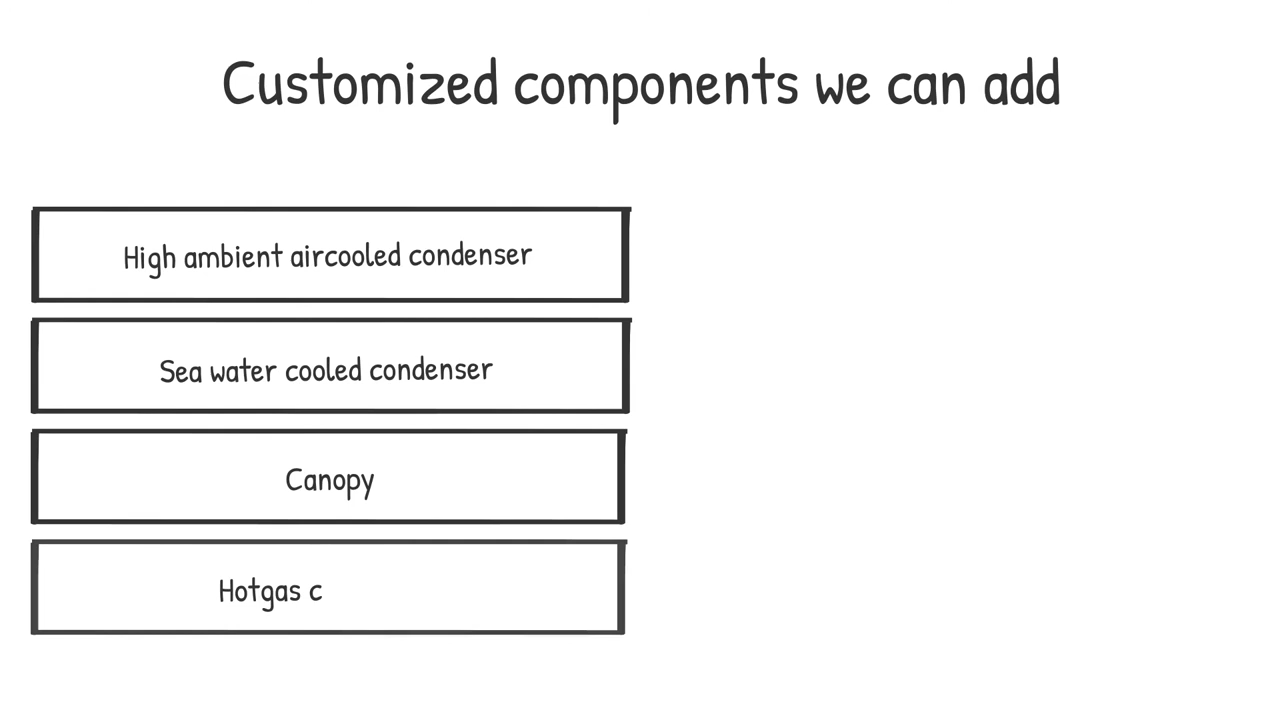 Customized components we can add
High ambient aircooled condenser
Sea water cooled condenser
Canopy
Hotgas c